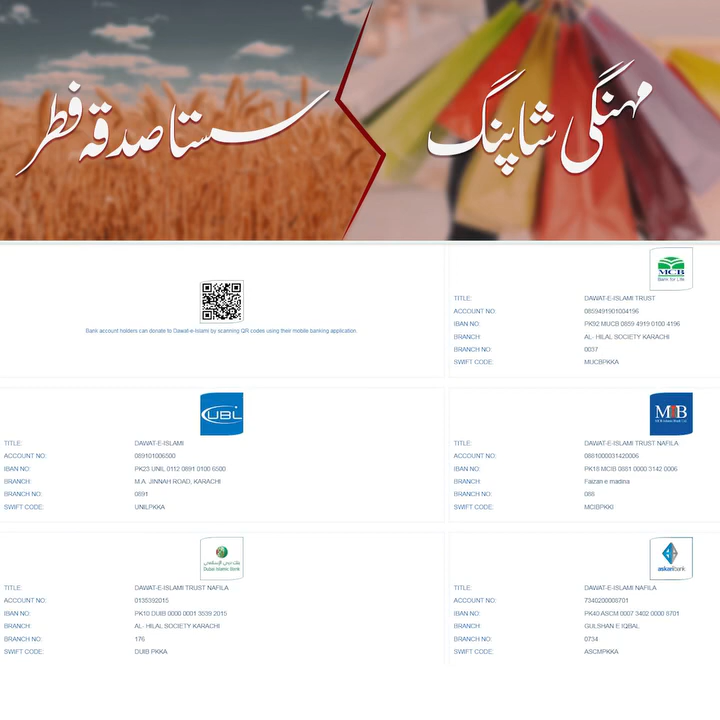 مہنگی شاپنگ
سستا صدقہ فطر
Bank account holders can donate to Dawat-e-Islami by scanning QR codes using their mobile banking application.
MCB
Bank for Life
TITLE: DAWAT-E-ISLAMI TRUST
ACCOUNT NO: 0859491901004196
IBAN NO: PK92 MUCB 0859 4919 0100 4196
BRANCH: AL- HILAL SOCIETY KARACHI
BRANCH NO: 0037
SWIFT CODE: MUCBPKKA
UBL
TITLE: DAWAT-E-ISLAMI
ACCOUNT NO: 089101006500
IBAN NO: PK23 UNIL 0112 0891 0100 6500
BRANCH: M.A. JINNAH ROAD, KARACHI
BRANCH NO: 0891
SWIFT CODE: UNILPKKA
MIB
TITLE: DAWAT-E-ISLAMI TRUST NAFILA
ACCOUNT NO: 0881000031420006
IBAN NO: PK18 MCIB 0881 0000 3142 0006
BRANCH: Faizan e madina
BRANCH NO: 088
SWIFT CODE: MCIBPKKI
بنك دبي الإسلامي
Dubai Islamic Bank
TITLE: DAWAT-E-ISLAMI TRUST NAFILA
ACCOUNT NO: 0135392015
IBAN NO: PK10 DUIB 0000 0001 3539 2015
BRANCH: AL- HILAL SOCIETY KARACHI
BRANCH NO: 176
SWIFT CODE: DUIB PKKA
askaribank
TITLE: DAWAT-E-ISLAMI NAFILA
ACCOUNT NO: 7340200008701
IBAN NO: PK40 ASCM 0007 3402 0000 8701
BRANCH: GULSHAN E IQBAL
BRANCH NO: 0734
SWIFT CODE: ASCMPKKA